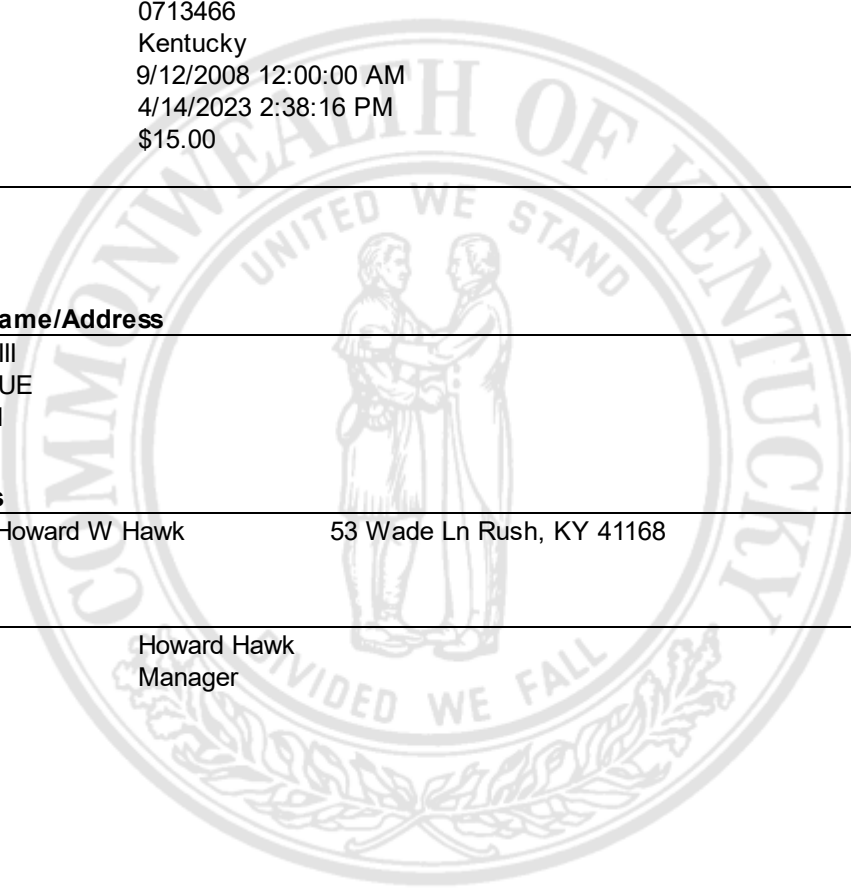 0713466
Kentucky
9/12/2008 12:00:00 AM
4/14/2023 2:38:16 PM
$15.00
COMMONWEALTH OF KENTUCKY
UNITED WE STAND
ame/Address
III
UE
s
Howard W Hawk 53 Wade Ln Rush, KY 41168
Howard Hawk
Manager
DIVIDED WE FALL